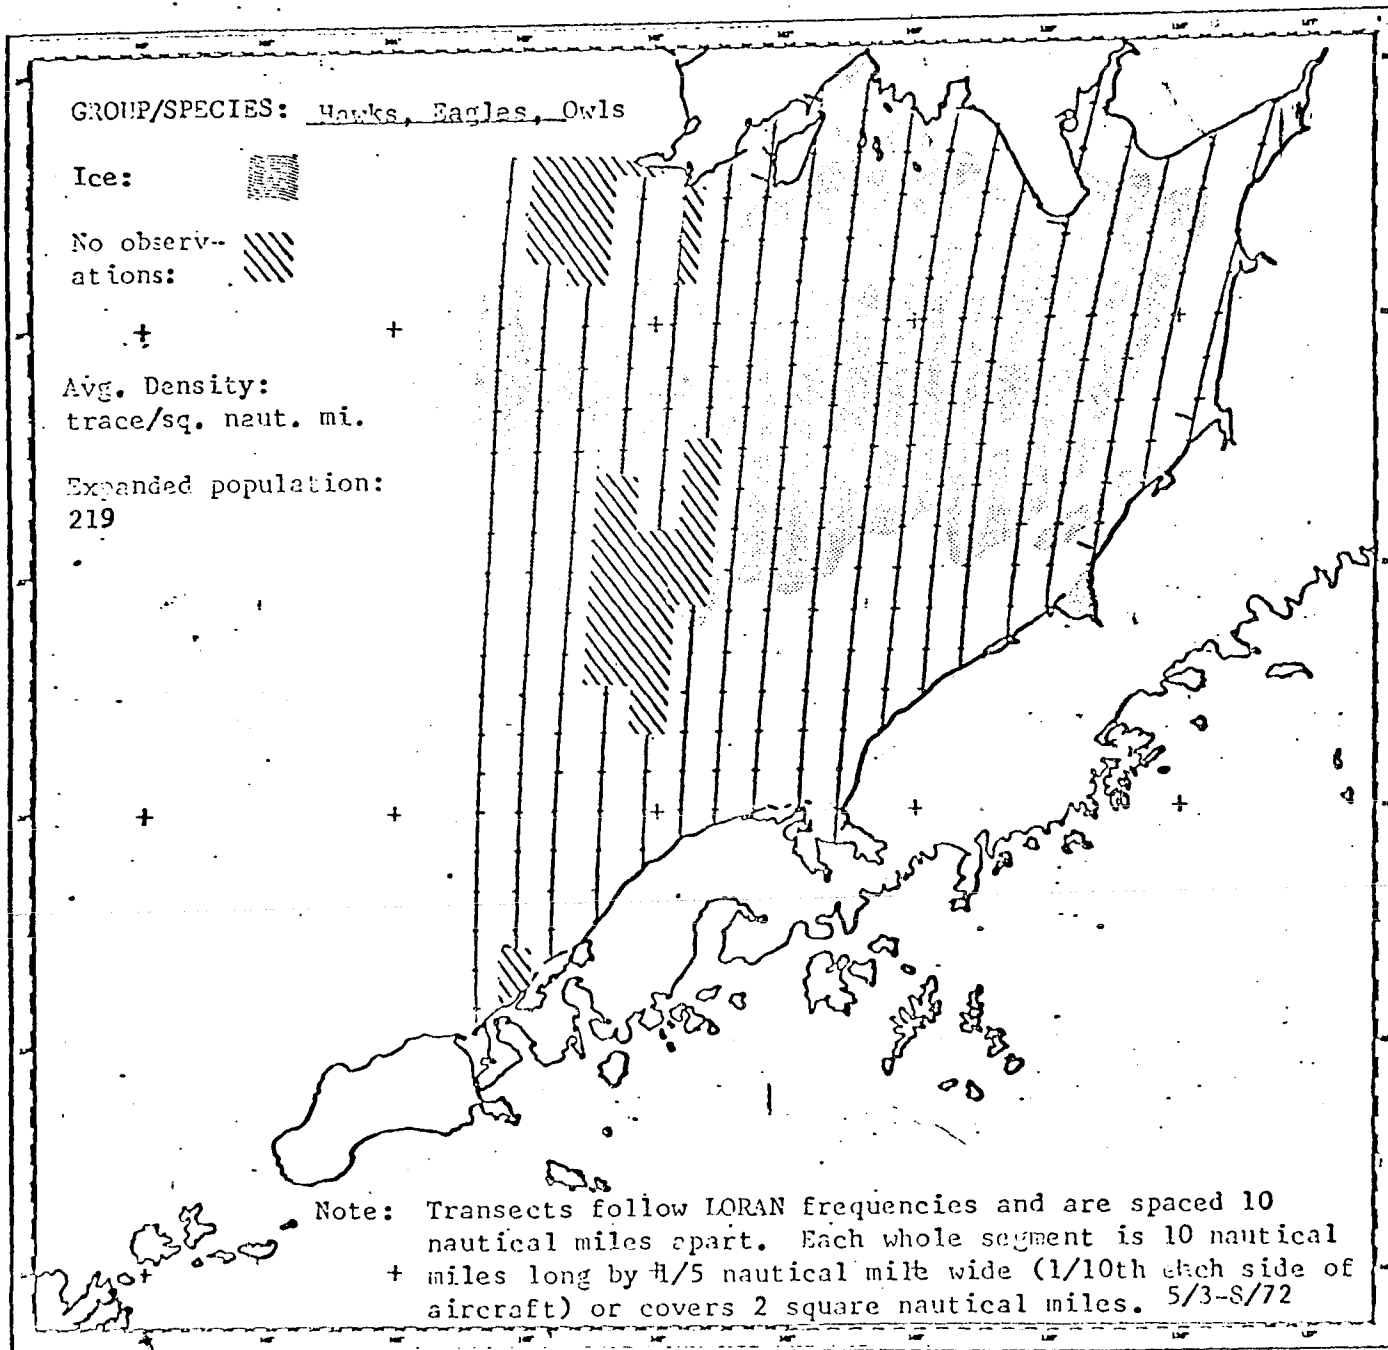 GROUP/SPECIES: Hawks, Eagles, Owls
Ice:
No observ--
ations:
Avg. Density:
trace/sq. naut. mi.
Expanded population:
219
Note: Transects follow LORAN frequencies and are spaced 10
nautical miles apart. Each whole segment is 10 nautical
miles long by 1/5 nautical mile wide (1/10th each side of
aircraft) or covers 2 square nautical miles. 5/3-8/72